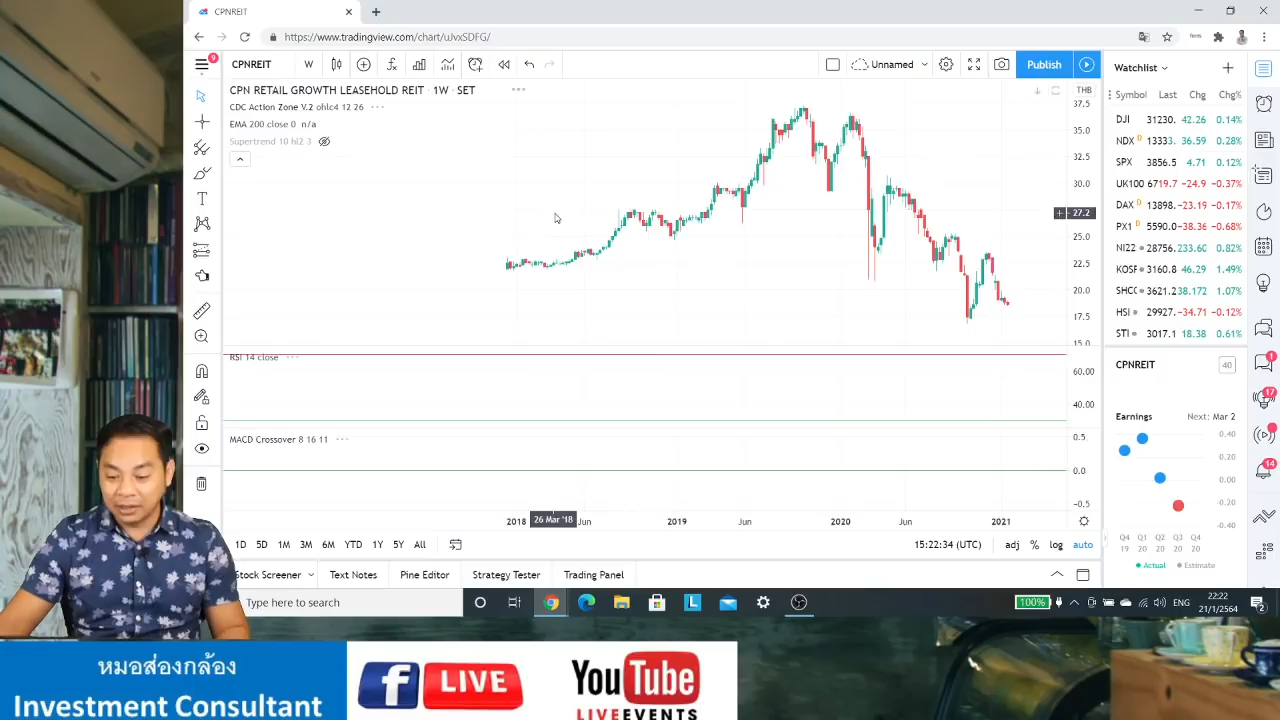 CPNREIT
https://www.tradingview.com/chart/uJvxSDFG/
9
CPNREIT W Unnamed Publish
CPN RETAIL GROWTH LEASEHOLD REIT · 1W · SET
CDC Action Zone V.2 ohlc4 12 26
EMA 200 close 0 n/a
Supertrend 10 hl2 3
THB
37.5
35.0
32.5
30.0
27.2
25.0
22.5
20.0
17.5
15.0
RSI 14 close
60.00
40.00
MACD Crossover 8 16 11
0.5
0.0
−0.5
2018 26 Mar '18 Jun 2019 Jun 2020 Jun 2021
1D 5D 1M 3M 6M YTD 1Y 5Y All 15:22:34 (UTC) adj % log auto
Stock Screener Text Notes Pine Editor Strategy Tester Trading Panel
Watchlist
Symbol Last Chg Chg%
DJI 31230. 42.26 0.14%
NDX D 13333. 36.59 0.28%
SPX 3856.5 4.71 0.12%
UK100 6719.7 −24.9 −0.37%
DAX D 13898. −23.19 −0.17%
PX1 D 5590.0 −38.36 −0.68%
NI22 28756. 233.60 0.82%
KOSF 3160.8 46.29 1.49%
SHCC 3621.2 38.172 1.07%
HSI 29927. −34.71 −0.12%
STI 3017.1 18.38 0.61%
CPNREIT 40
Earnings Next: Mar 2
0.40
0.20
0.00
−0.20
−0.40
Q4 Q1 Q2 Q3 Q4
19 20 20 20 20
Actual Estimate
1
17
14
Type here to search
100% ENG 22:22
21/1/2564
2
หมอส่องกล้อง
Investment Consultant
f LIVE
YouTube
LIVEEVENTS